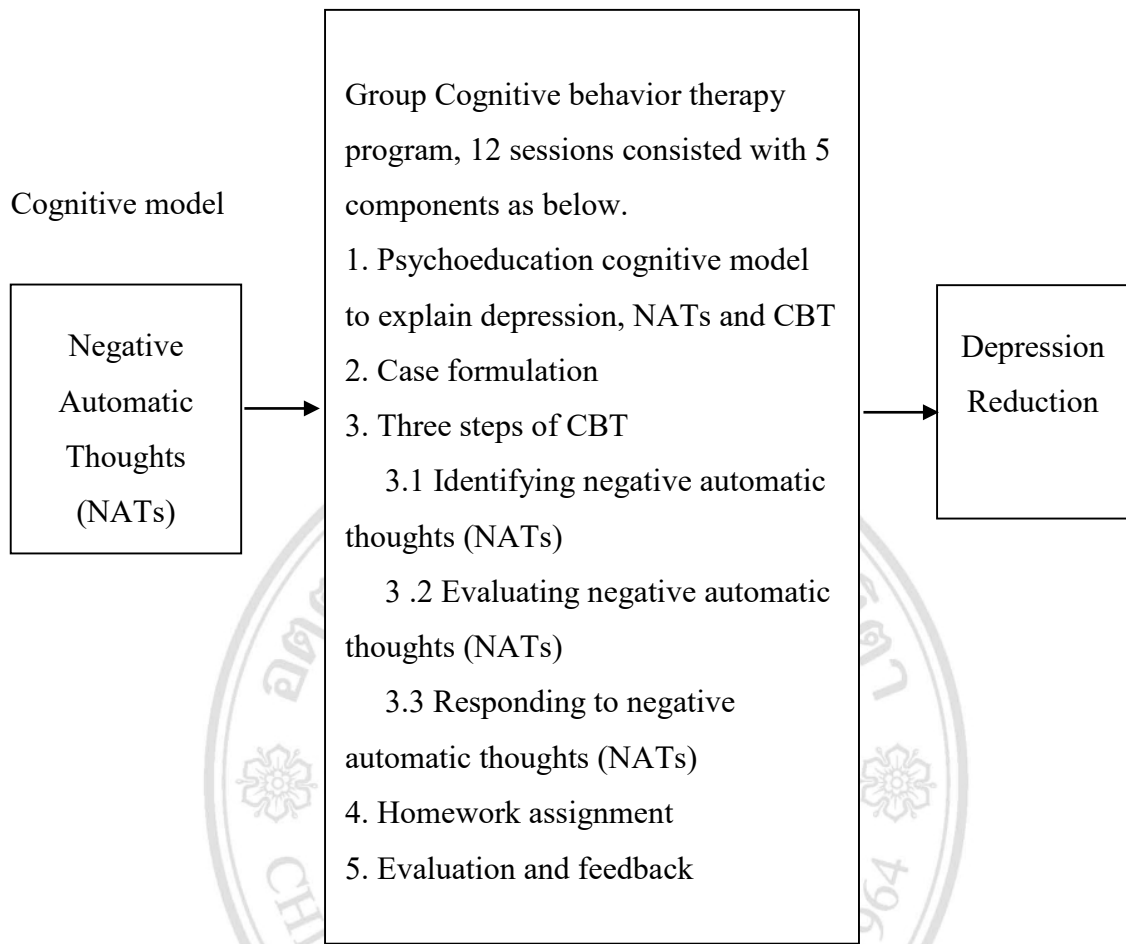 Cognitive model
Negative
Automatic
Thoughts
(NATs)
Group Cognitive behavior therapy
program, 12 sessions consisted with 5
components as below.
1. Psychoeducation cognitive model
to explain depression, NATs and CBT
2. Case formulation
3. Three steps of CBT
3.1 Identifying negative automatic
thoughts (NATs)
3 .2 Evaluating negative automatic
thoughts (NATs)
3.3 Responding to negative
automatic thoughts (NATs)
4. Homework assignment
5. Evaluation and feedback
Depression
Reduction